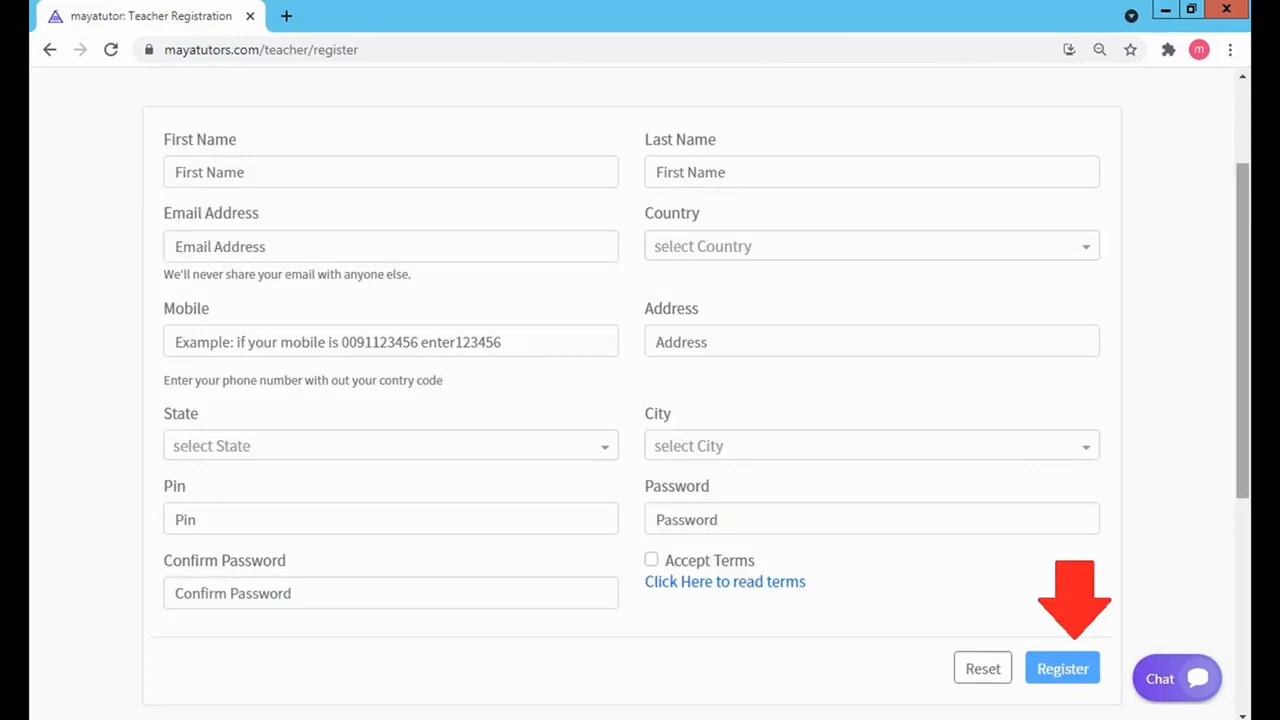 mayatutor: Teacher Registration
mayatutors.com/teacher/register
m
First Name
Last Name
First Name
First Name
Email Address
Country
Email Address
select Country
We'll never share your email with anyone else.
Mobile
Address
Example: if your mobile is 0091123456 enter123456
Address
Enter your phone number with out your contry code
State
City
select State
select City
Pin
Password
Pin
Password
Confirm Password
Accept Terms
Click Here to read terms
Confirm Password
Reset
Register
Chat